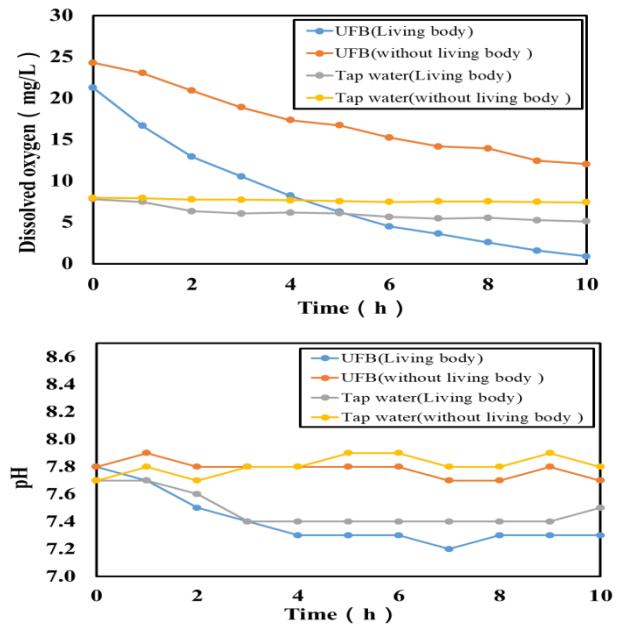 30
25
20
15
10
5
0
Dissolved oxygen ( mg/L )
UFB(Living body)
UFB(without living body )
Tap water(Living body)
Tap water(without living body )
0 2 4 6 8 10
Time ( h )
8.6
8.4
8.2
8.0
7.8
7.6
7.4
7.2
7.0
pH
UFB(Living body)
UFB(without living body )
Tap water(Living body)
Tap water(without living body )
0 2 4 6 8 10
Time ( h )